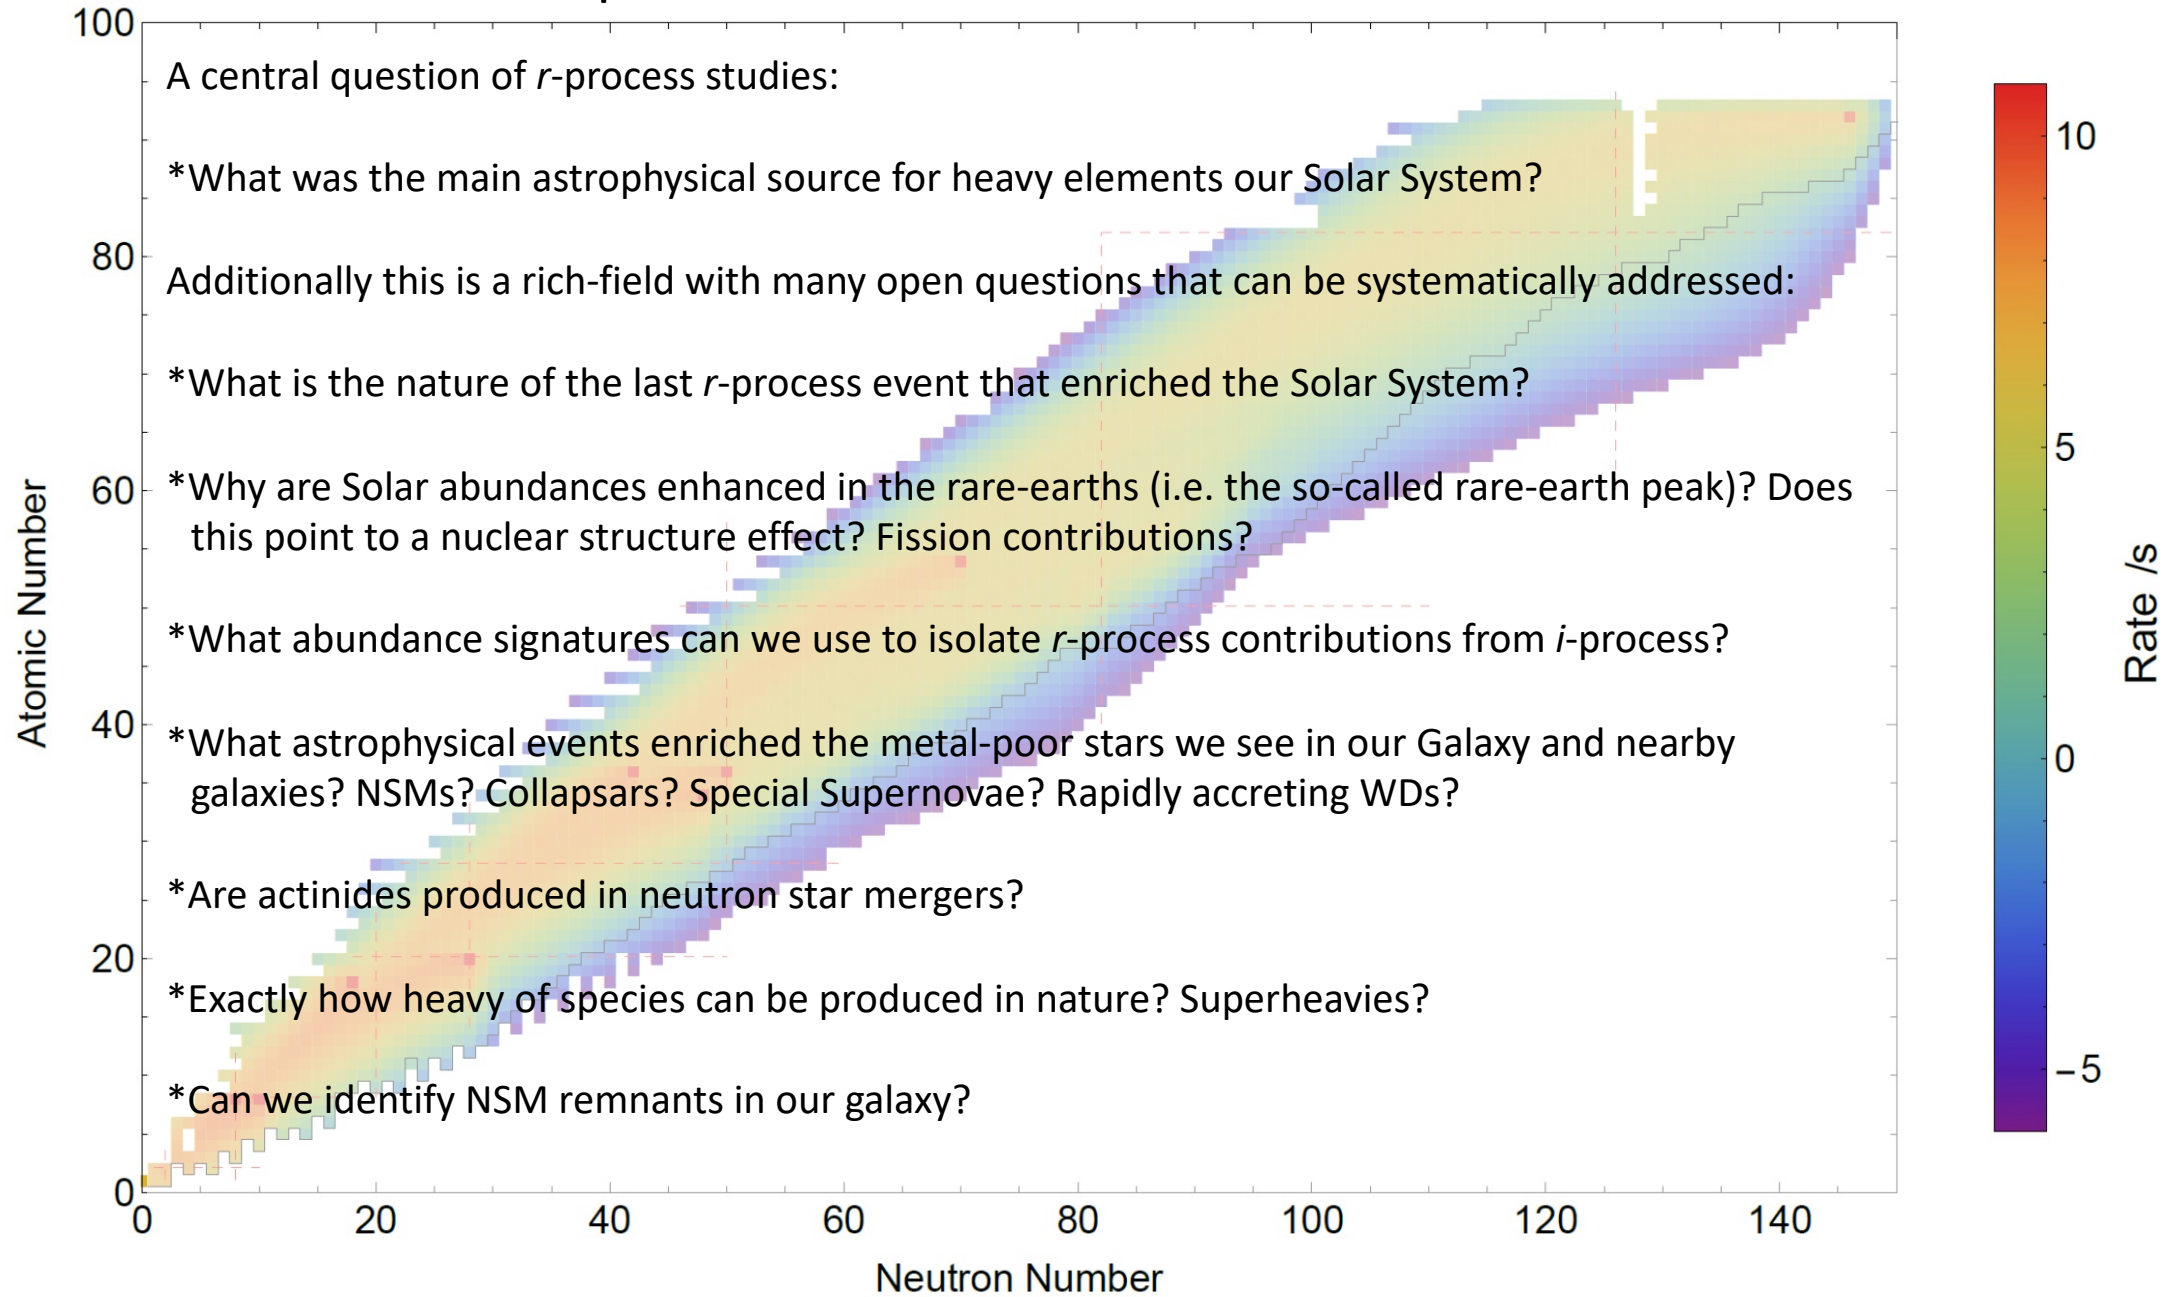 100
A central question of r-process studies:
*What was the main astrophysical source for heavy elements our Solar System?
80
Additionally this is a rich-field with many open questions that can be systematically addressed:
*What is the nature of the last r-process event that enriched the Solar System?
60
*Why are Solar abundances enhanced in the rare-earths (i.e. the so-called rare-earth peak)? Does
this point to a nuclear structure effect? Fission contributions?
*What abundance signatures can we use to isolate r-process contributions from i-process?
40
*What astrophysical events enriched the metal-poor stars we see in our Galaxy and nearby
galaxies? NSMs? Collapsars? Special Supernovae? Rapidly accreting WDs?
*Are actinides produced in neutron star mergers?
20
*Exactly how heavy of species can be produced in nature? Superheavies?
*Can we identify NSM remnants in our galaxy?
0
0 20 40 60 80 100 120 140
Neutron Number
Atomic Number
10
5
0
−5
Rate /s